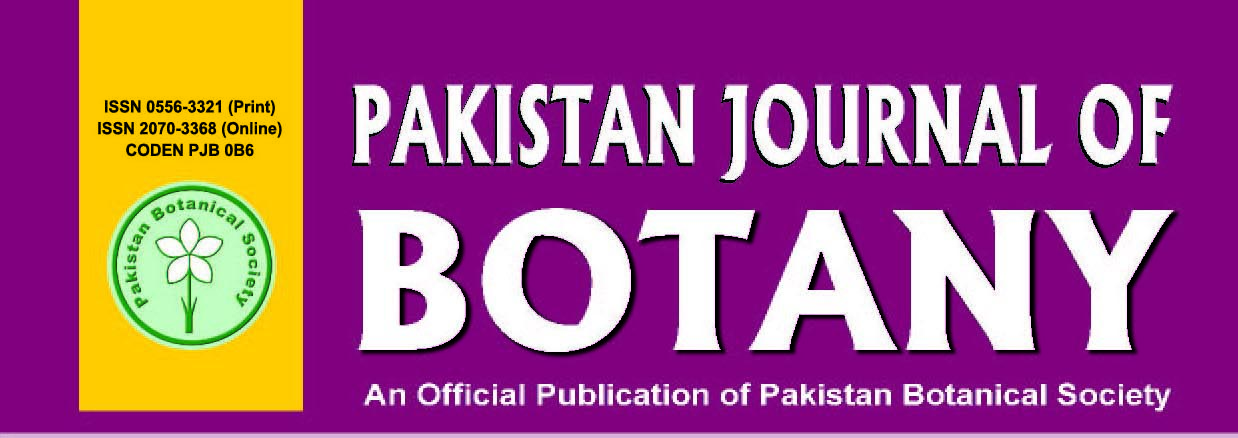 ISSN 0556-3321 (Print)
ISSN 2070-3368 (Online)
CODEN PJB 0B6
Pakistan Botanical Society
PAKISTAN JOURNAL OF
BOTANY
An Official Publication of Pakistan Botanical Society